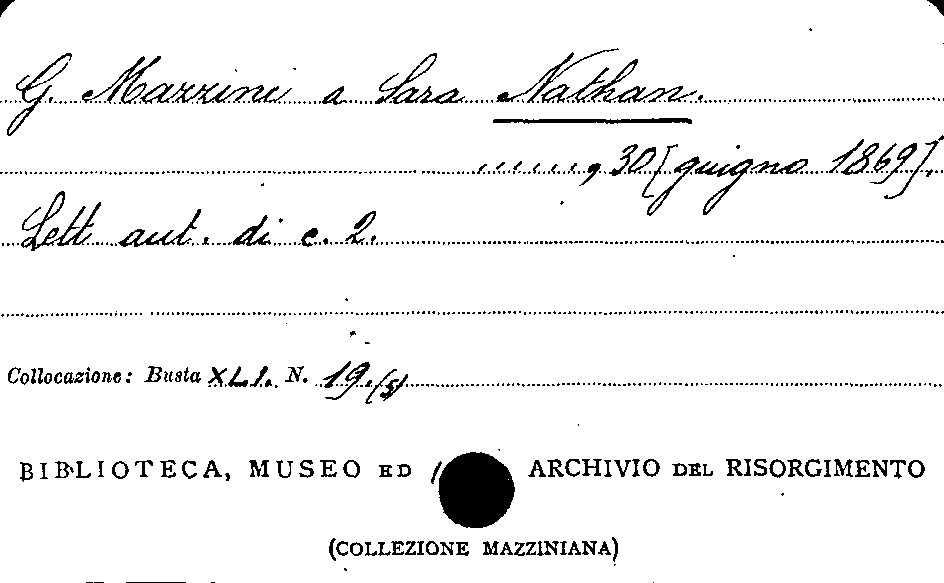 G. Mazzini a Sara Nathan.
......, 30 [giugno 1869].
Lett. aut. di c. 2.
Collocazione: Busta XLI. N. 19.(5)
BIBLIOTECA, MUSEO ED ARCHIVIO DEL RISORGIMENTO
(COLLEZIONE MAZZINIANA)